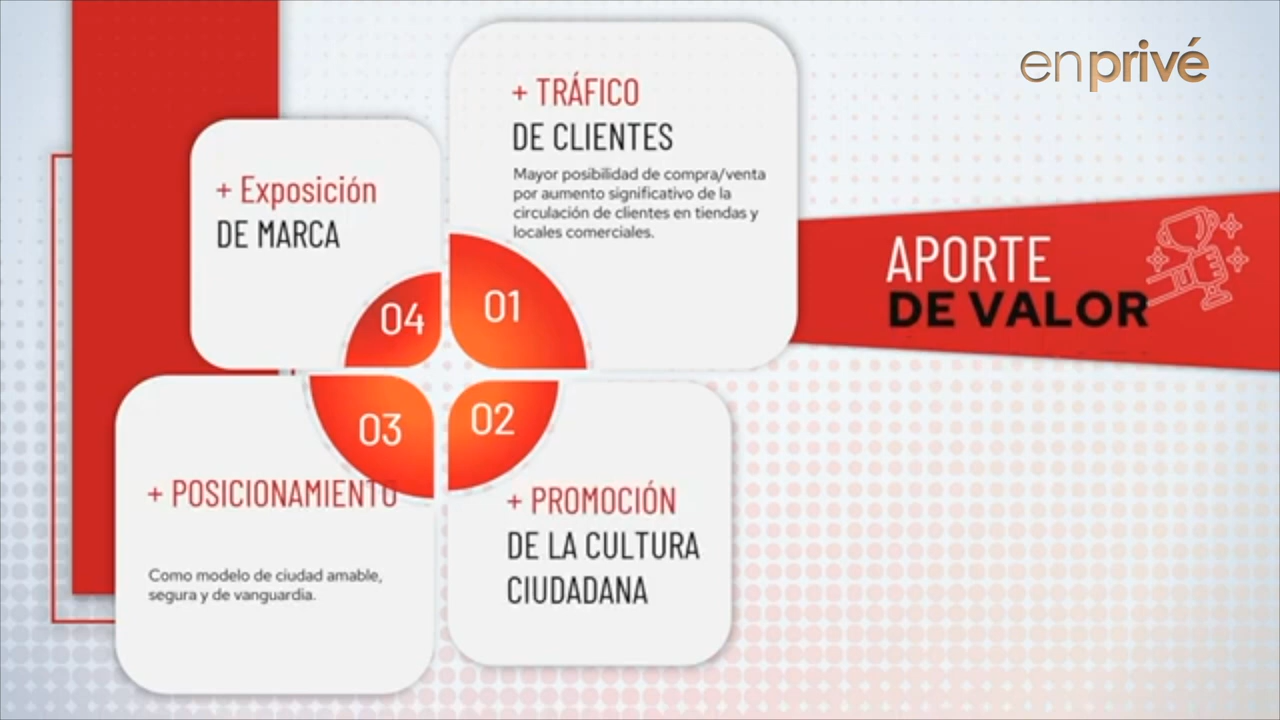 enprivé
+ TRÁFICO
DE CLIENTES
Mayor posibilidad de compra/venta
por aumento significativo de la
circulación de clientes en tiendas y
locales comerciales.
01
+ Exposición
DE MARCA
04
APORTE
DE VALOR
03
+ POSICIONAMIENTO
Como modelo de ciudad amable,
segura y de vanguardia.
02
+ PROMOCIÓN
DE LA CULTURA
CIUDADANA